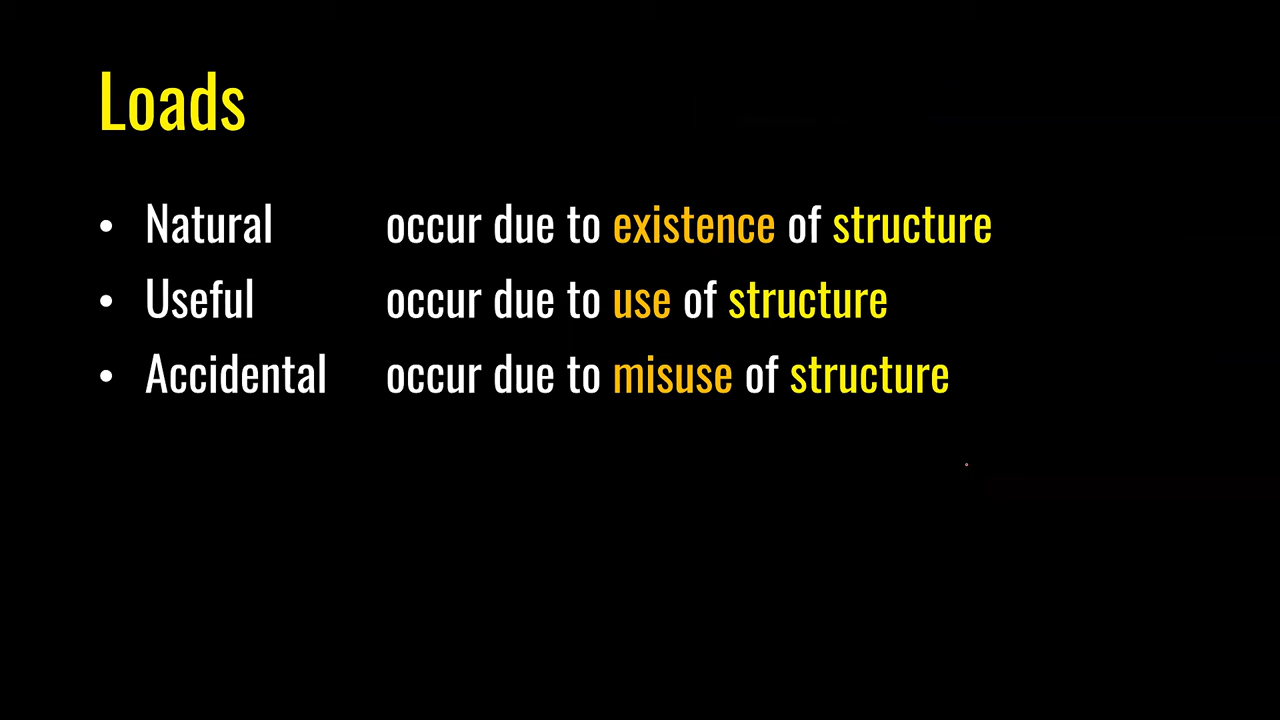 Loads
• Natural occur due to existence of structure
• Useful occur due to use of structure
• Accidental occur due to misuse of structure